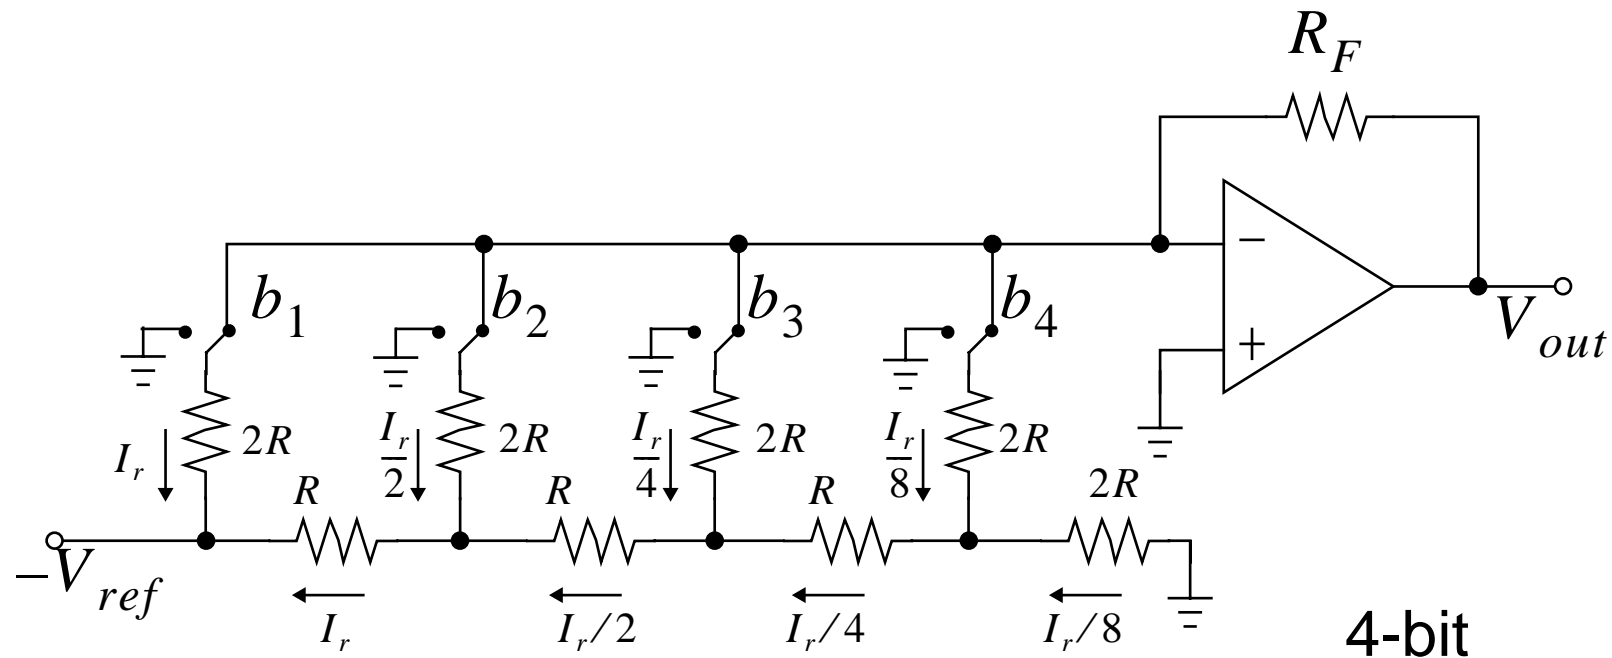 R_F
b_1 b_2 b_3 b_4
−
+
V_out
I_r 2R I_r/2 2R I_r/4 2R I_r/8 2R
R R R 2R
−V_ref
I_r I_r/2 I_r/4 I_r/8
4-bit